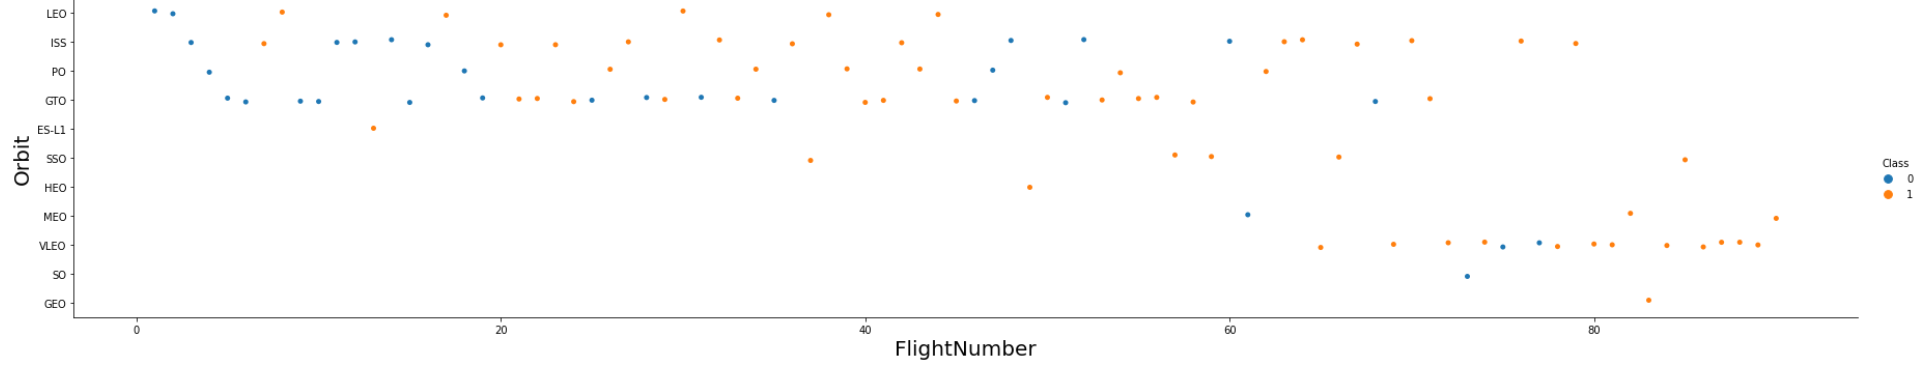 LEO
ISS
PO
GTO
ES-L1
SSO
HEO
MEO
VLEO
SO
GEO
Orbit
0 20 40 60 80
FlightNumber
Class
0
1